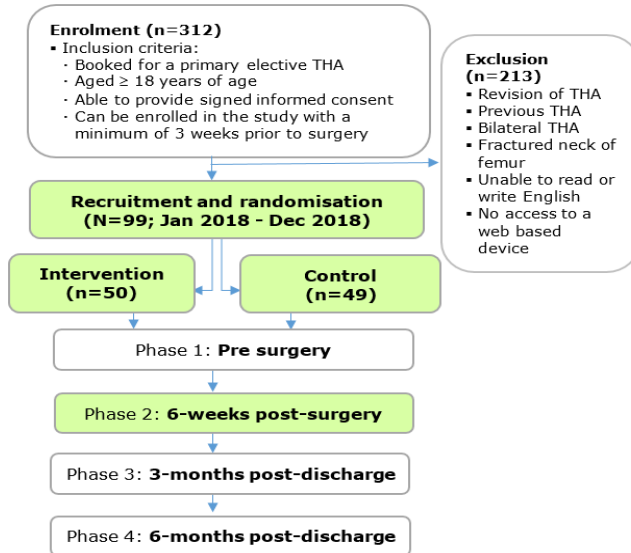 Enrolment (n=312)
▪ Inclusion criteria:
· Booked for a primary elective THA
· Aged ≥ 18 years of age
· Able to provide signed informed consent
· Can be enrolled in the study with a
minimum of 3 weeks prior to surgery
Exclusion
(n=213)
▪ Revision of THA
▪ Previous THA
▪ Bilateral THA
▪ Fractured neck of
femur
▪ Unable to read or
write English
▪ No access to a
web based
device
Recruitment and randomisation
(N=99; Jan 2018 - Dec 2018)
Intervention
(n=50)
Control
(n=49)
Phase 1: Pre surgery
Phase 2: 6-weeks post-surgery
Phase 3: 3-months post-discharge
Phase 4: 6-months post-discharge